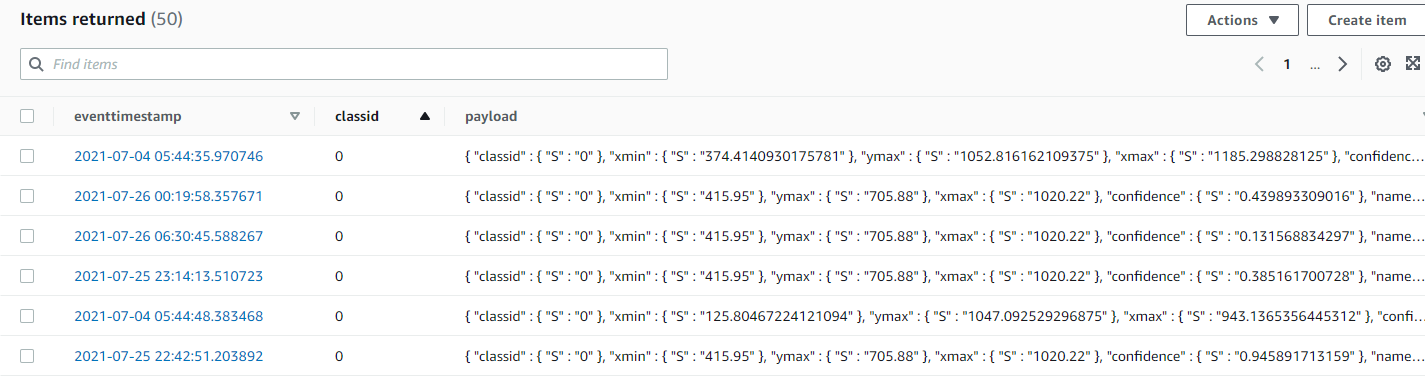 Items returned (50)
Actions
Create item
Find items
1
...
eventtimestamp classid payload
2021-07-04 05:44:35.970746 0 { "classid" : { "S" : "0" }, "xmin" : { "S" : "374.4140930175781" }, "ymax" : { "S" : "1052.816162109375" }, "xmax" : { "S" : "1185.298828125" }, "confidenc...
2021-07-26 00:19:58.357671 0 { "classid" : { "S" : "0" }, "xmin" : { "S" : "415.95" }, "ymax" : { "S" : "705.88" }, "xmax" : { "S" : "1020.22" }, "confidence" : { "S" : "0.439893309016" }, "name...
2021-07-26 06:30:45.588267 0 { "classid" : { "S" : "0" }, "xmin" : { "S" : "415.95" }, "ymax" : { "S" : "705.88" }, "xmax" : { "S" : "1020.22" }, "confidence" : { "S" : "0.131568834297" }, "name...
2021-07-25 23:14:13.510723 0 { "classid" : { "S" : "0" }, "xmin" : { "S" : "415.95" }, "ymax" : { "S" : "705.88" }, "xmax" : { "S" : "1020.22" }, "confidence" : { "S" : "0.385161700728" }, "name...
2021-07-04 05:44:48.383468 0 { "classid" : { "S" : "0" }, "xmin" : { "S" : "125.80467224121094" }, "ymax" : { "S" : "1047.092529296875" }, "xmax" : { "S" : "943.1365356445312" }, "confi...
2021-07-25 22:42:51.203892 0 { "classid" : { "S" : "0" }, "xmin" : { "S" : "415.95" }, "ymax" : { "S" : "705.88" }, "xmax" : { "S" : "1020.22" }, "confidence" : { "S" : "0.945891713159" }, "name...